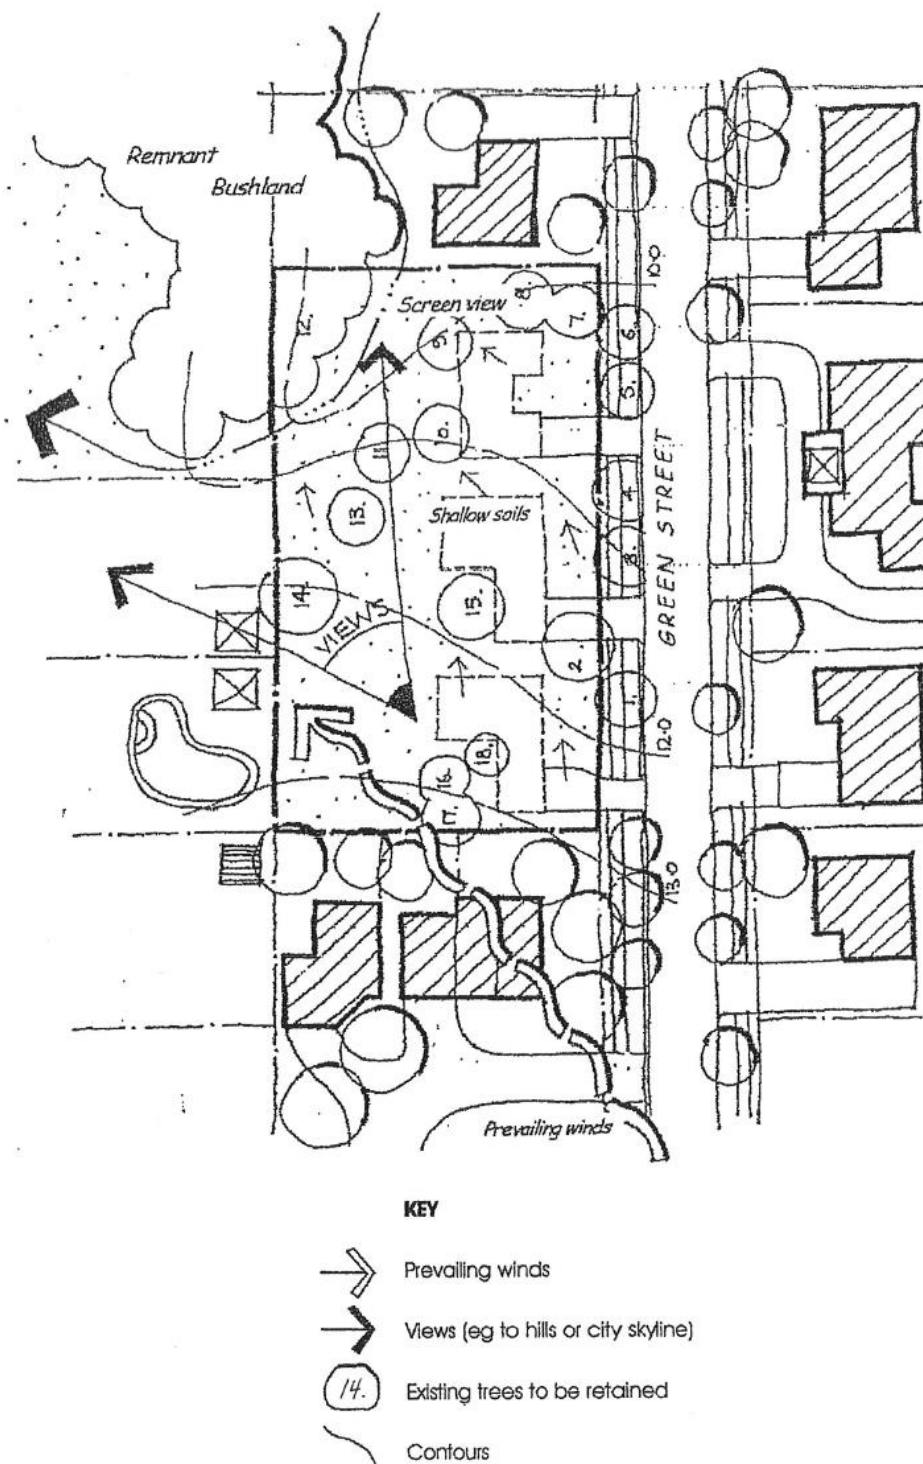 Remnant
Bushland
10.0
12.
Screen view
8.
7.
6.
9.
5.
10.
11.
4.
13.
Shallow soils
3.
GREEN STREET
14.
15.
VIEWS
2.
1.
12.0
18.
16.
17.
13.0
Prevailing winds
KEY
Prevailing winds
Views (eg to hills or city skyline)
14.
Existing trees to be retained
Contours